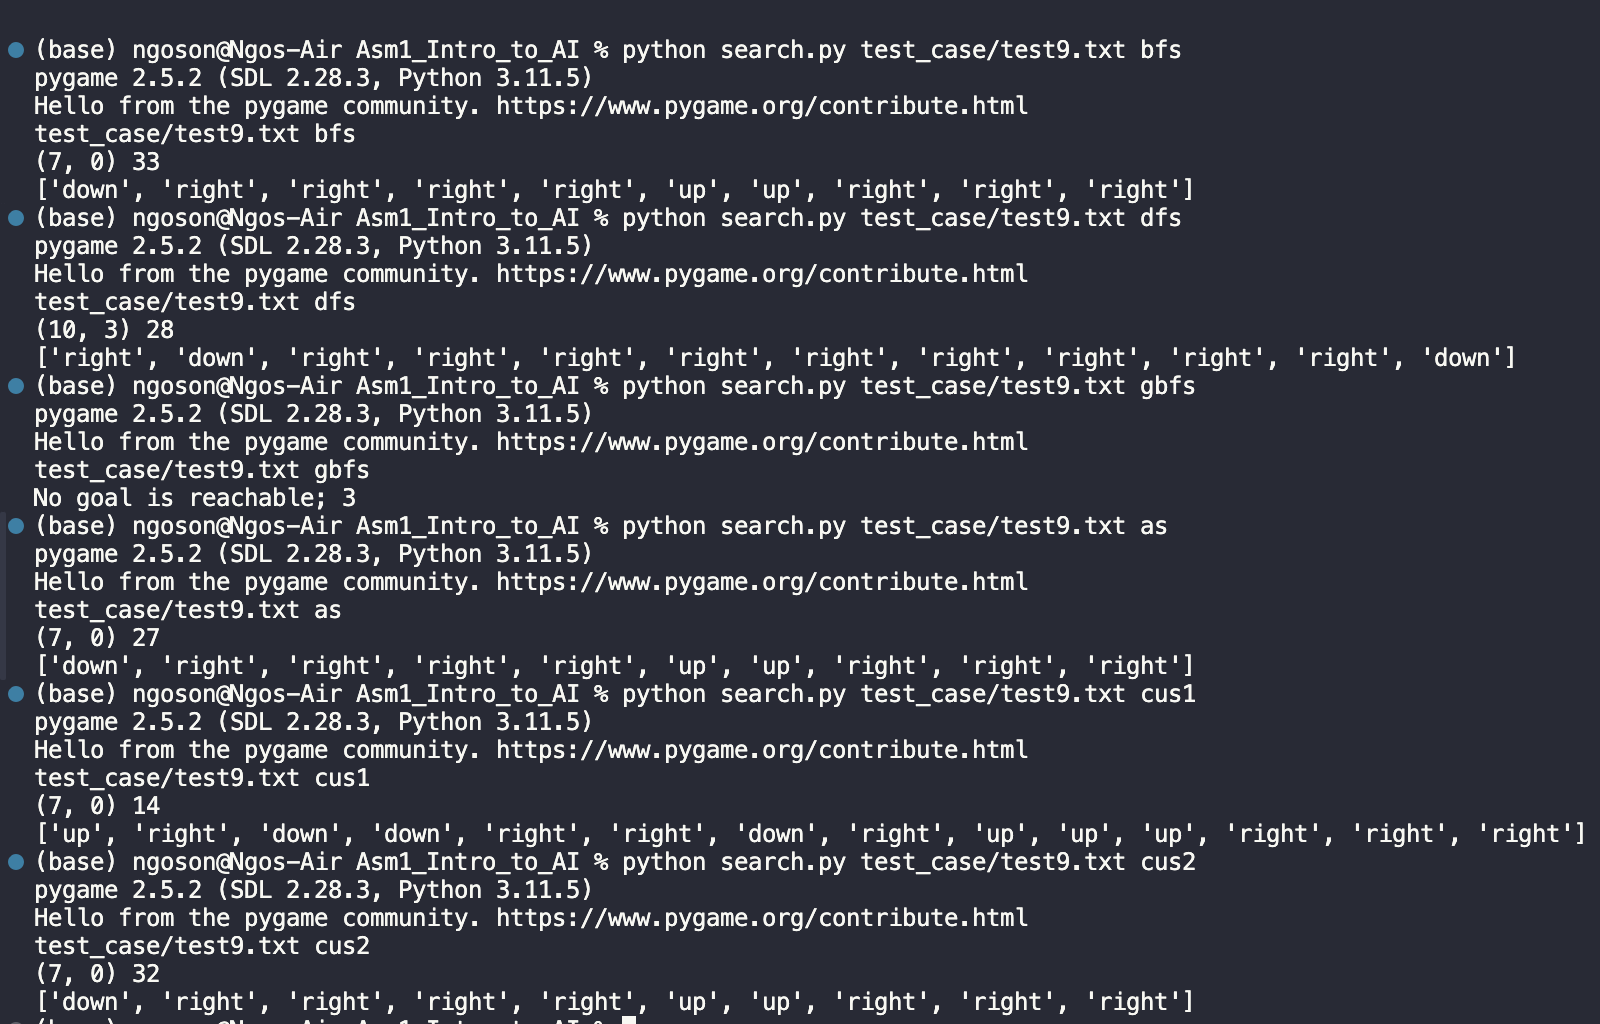 (base) ngoson@Ngos-Air Asm1_Intro_to_AI % python search.py test_case/test9.txt bfs
pygame 2.5.2 (SDL 2.28.3, Python 3.11.5)
Hello from the pygame community. https://www.pygame.org/contribute.html
test_case/test9.txt bfs
(7, 0) 33
['down', 'right', 'right', 'right', 'right', 'up', 'up', 'right', 'right', 'right']
(base) ngoson@Ngos-Air Asm1_Intro_to_AI % python search.py test_case/test9.txt dfs
pygame 2.5.2 (SDL 2.28.3, Python 3.11.5)
Hello from the pygame community. https://www.pygame.org/contribute.html
test_case/test9.txt dfs
(10, 3) 28
['right', 'down', 'right', 'right', 'right', 'right', 'right', 'right', 'right', 'right', 'right', 'down']
(base) ngoson@Ngos-Air Asm1_Intro_to_AI % python search.py test_case/test9.txt gbfs
pygame 2.5.2 (SDL 2.28.3, Python 3.11.5)
Hello from the pygame community. https://www.pygame.org/contribute.html
test_case/test9.txt gbfs
No goal is reachable; 3
(base) ngoson@Ngos-Air Asm1_Intro_to_AI % python search.py test_case/test9.txt as
pygame 2.5.2 (SDL 2.28.3, Python 3.11.5)
Hello from the pygame community. https://www.pygame.org/contribute.html
test_case/test9.txt as
(7, 0) 27
['down', 'right', 'right', 'right', 'right', 'up', 'up', 'right', 'right', 'right']
(base) ngoson@Ngos-Air Asm1_Intro_to_AI % python search.py test_case/test9.txt cus1
pygame 2.5.2 (SDL 2.28.3, Python 3.11.5)
Hello from the pygame community. https://www.pygame.org/contribute.html
test_case/test9.txt cus1
(7, 0) 14
['up', 'right', 'down', 'down', 'right', 'right', 'down', 'right', 'up', 'up', 'up', 'right', 'right', 'right']
(base) ngoson@Ngos-Air Asm1_Intro_to_AI % python search.py test_case/test9.txt cus2
pygame 2.5.2 (SDL 2.28.3, Python 3.11.5)
Hello from the pygame community. https://www.pygame.org/contribute.html
test_case/test9.txt cus2
(7, 0) 32
['down', 'right', 'right', 'right', 'right', 'up', 'up', 'right', 'right', 'right']
(base) ngoson@Ngos-Air Asm1_Intro_to_AI %